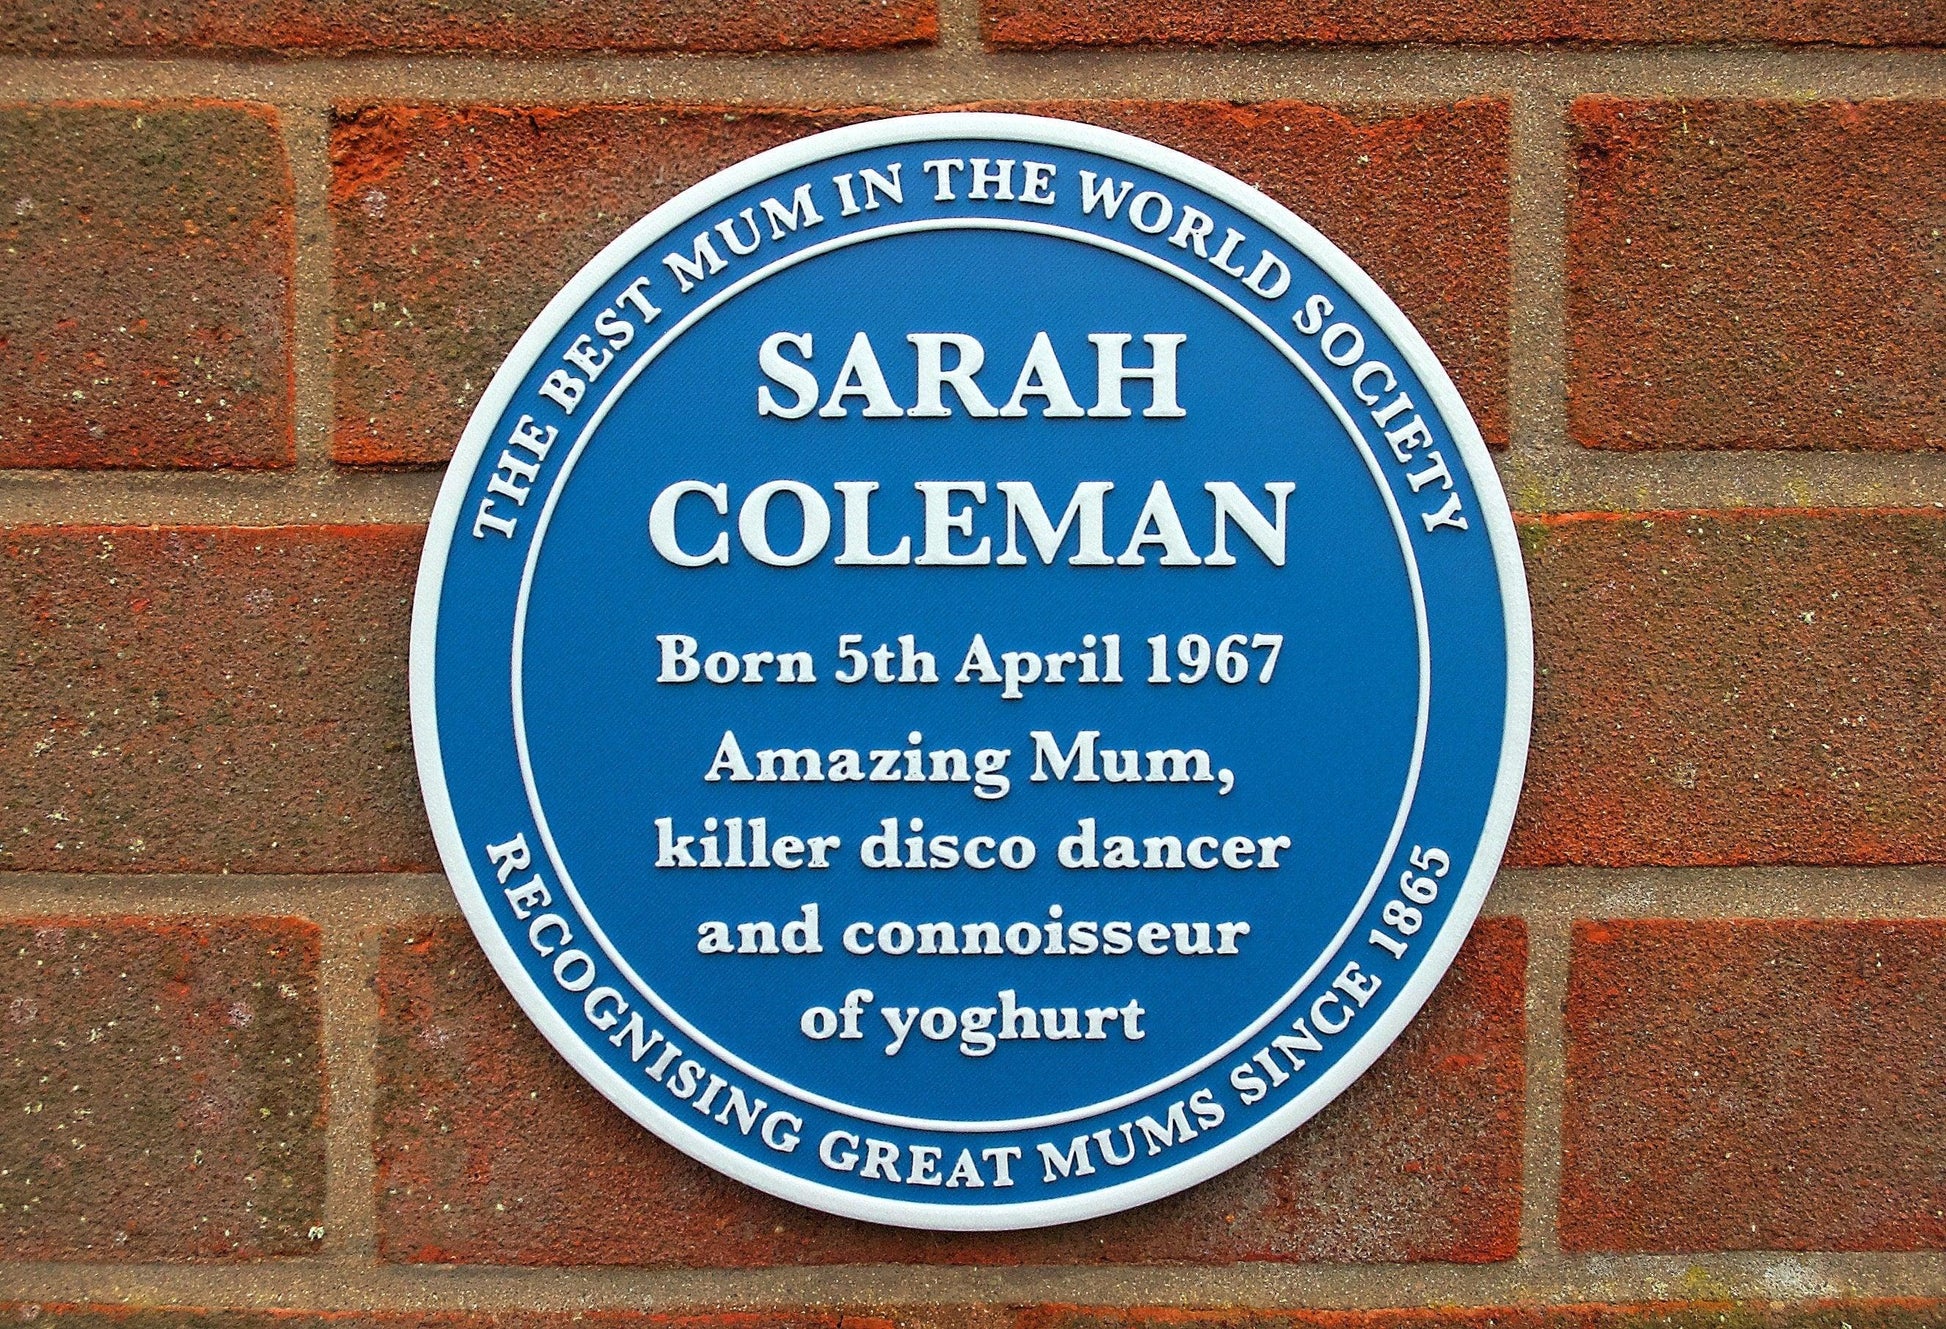 THE BEST MUM IN THE WORLD SOCIETY
SARAH
COLEMAN
Born 5th April 1967
Amazing Mum,
killer disco dancer
and connoisseur
of yoghurt
RECOGNISING GREAT MUMS SINCE 1865